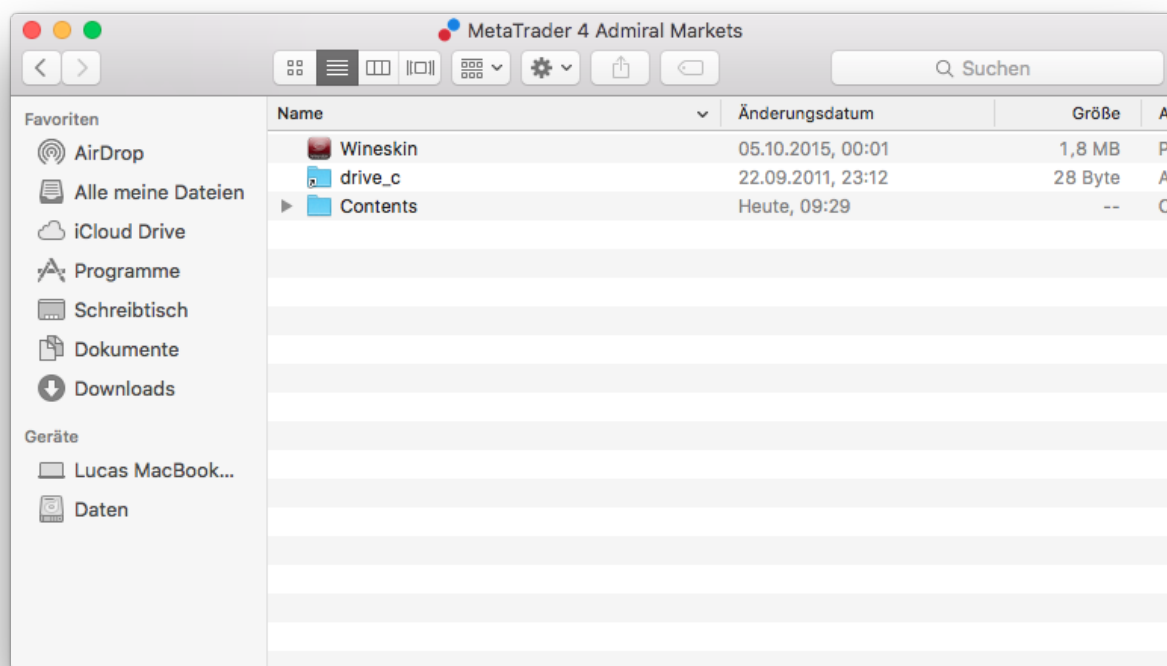 MetaTrader 4 Admiral Markets
Suchen
Favoriten
AirDrop
Alle meine Dateien
iCloud Drive
Programme
Schreibtisch
Dokumente
Downloads
Geräte
Lucas MacBook...
Daten
Name Änderungsdatum Größe
Wineskin 05.10.2015, 00:01 1,8 MB
drive_c 22.09.2011, 23:12 28 Byte
Contents Heute, 09:29 --